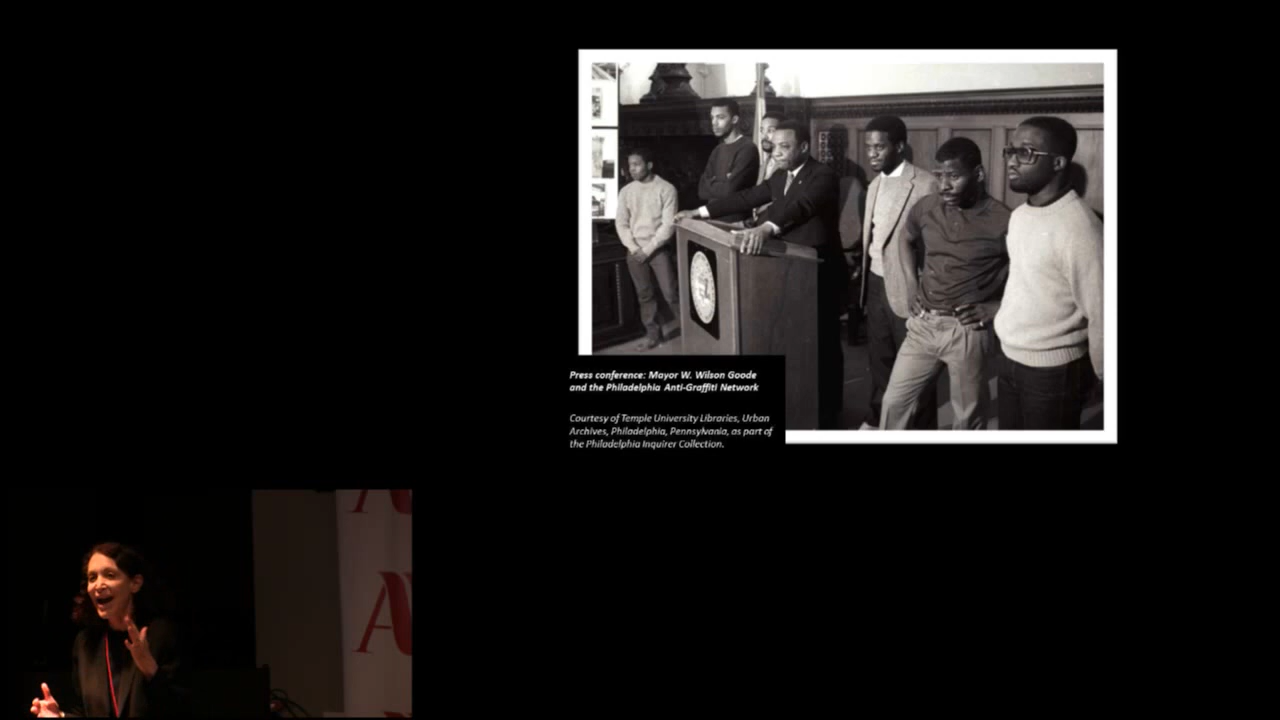 Press conference: Mayor W. Wilson Goode
and the Philadelphia Anti-Graffiti Network
Courtesy of Temple University Libraries, Urban
Archives, Philadelphia, Pennsylvania, as part of
the Philadelphia Inquirer Collection.
A
A